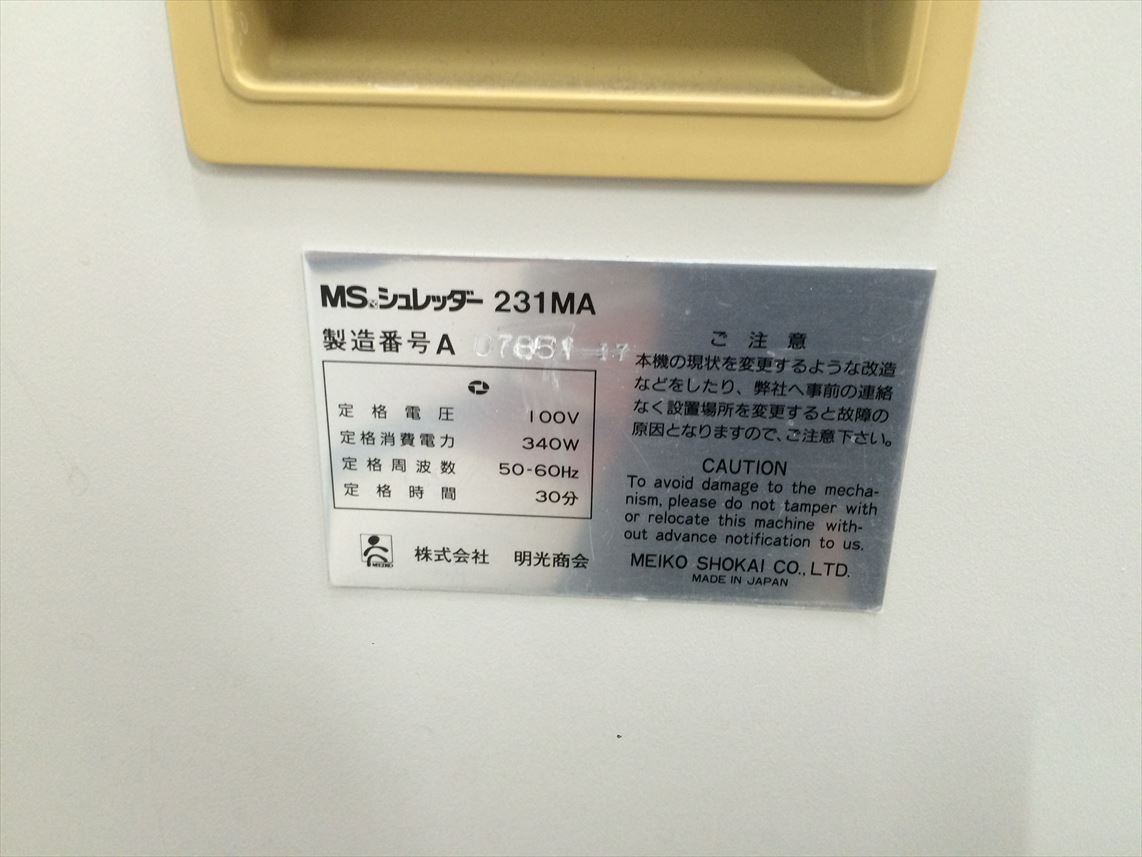 MSシュレッダー 231MA
製造番号 A
定格電圧 100V
定格消費電力 340W
定格周波数 50-60Hz
定格時間 30分
株式会社 明光商会
ご注意
本機の現状を変更するような改造
などをしたり、弊社へ事前の連絡
なく設置場所を変更すると故障の
原因となりますので、ご注意下さい。
CAUTION
To avoid damage to the mecha-
nism, please do not tamper with
or relocate this machine with-
out advance notification to us.
MEIKO SHOKAI CO., LTD.
MADE IN JAPAN